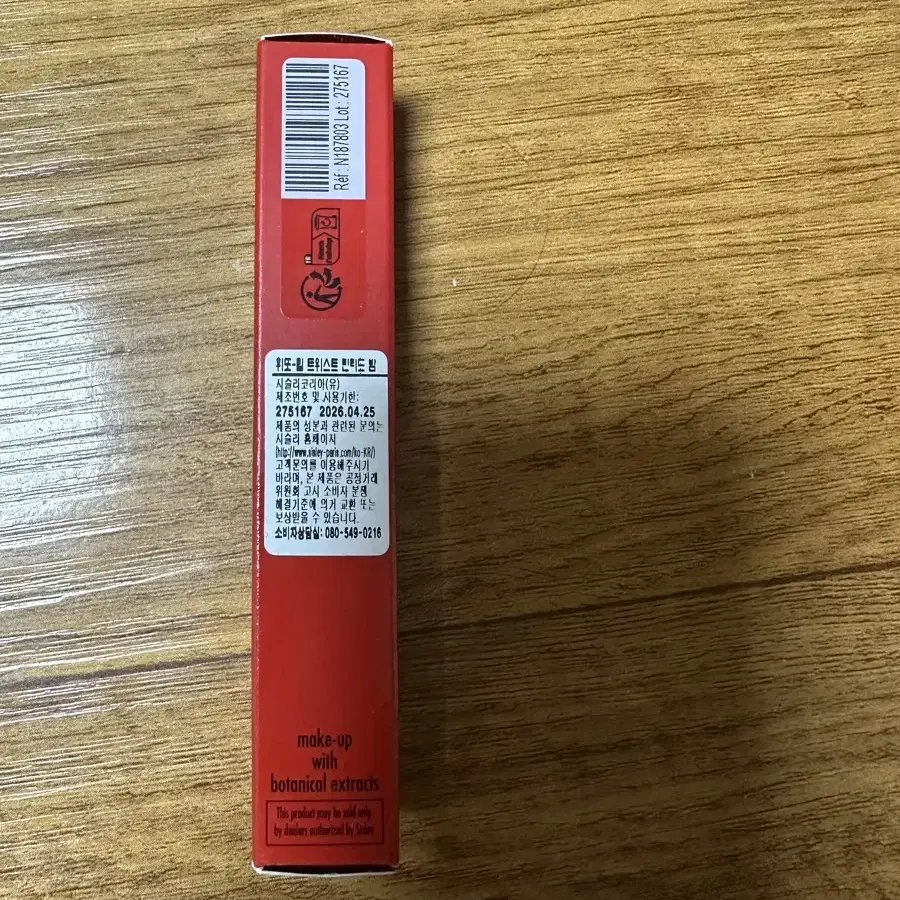 Réf : N187803 Lot : 275167
휘또-립 트위스트 틴티드 밤
시슬리코리아(유)
제조번호 및 사용기한:
275167 2026.04.25
제품의 성분과 관련된 문의는
시슬리 홈페이지
(http://www.sisley-paris.com/ko-KR/)
고객문의를 이용해주시기
바라며, 본 제품은 공정거래
위원회 고시 소비자 분쟁
해결기준에 의거 교환 또는
보상받을 수 있습니다.
소비자상담실: 080-549-0216
make-up
with
botanical extracts
This product may be sold only
by dealers authorized by Sisley